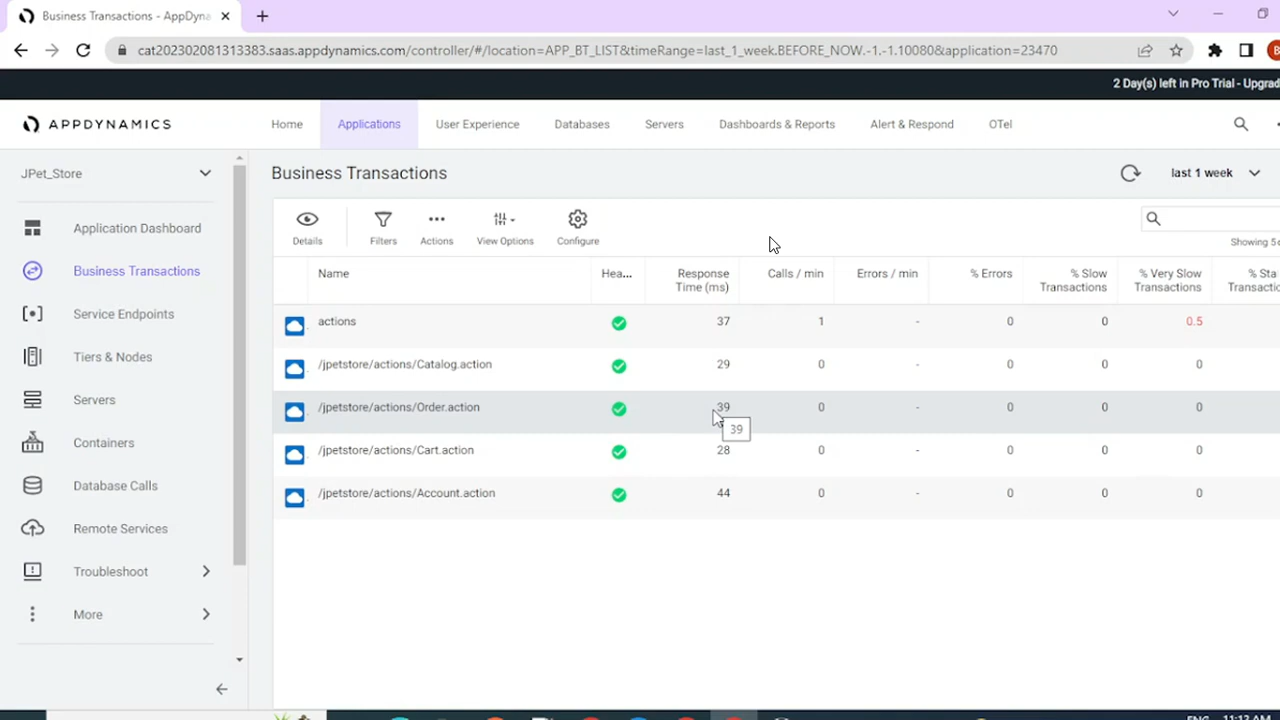 Business Transactions - AppDyna
cat202302081313383.saas.appdynamics.com/controller/#/location=APP_BT_LIST&timeRange=last_1_week.BEFORE_NOW.-1.-1.10080&application=23470
2 Day(s) left in Pro Trial - Upgrad
APPDYNAMICS Home Applications User Experience Databases Servers Dashboards & Reports Alert & Respond OTel
JPet_Store
Business Transactions
last 1 week
Application Dashboard
Business Transactions
Service Endpoints
Tiers & Nodes
Servers
Containers
Database Calls
Remote Services
Troubleshoot
More
Details Filters Actions View Options Configure
Showing 5
Name Hea... Response Time (ms) Calls / min Errors / min % Errors % Slow Transactions % Very Slow Transactions % Sta Transactio
actions 37 1 - 0 0 0.5
/jpetstore/actions/Catalog.action 29 0 - 0 0 0
/jpetstore/actions/Order.action 39 0 - 0 0 0
39
/jpetstore/actions/Cart.action 28 0 - 0 0 0
/jpetstore/actions/Account.action 44 0 - 0 0 0